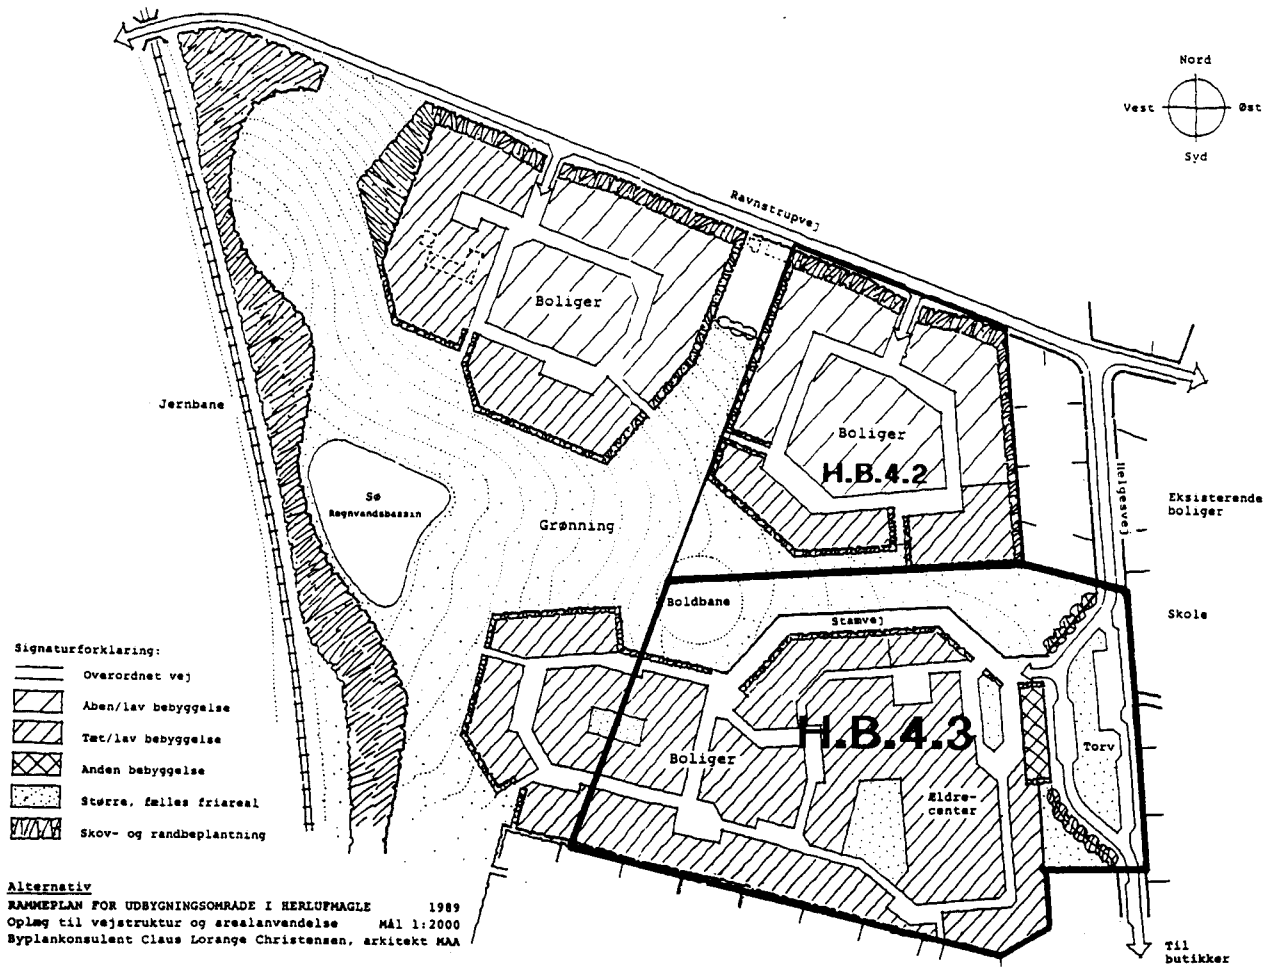 Nord
Vest
Øst
Syd
Ravnstrupvej
Boliger
Jernbane
Boliger
H.B.4.2
Helgesvej
Eksisterende
boliger
Sø
Regnvandsbassin
Grønning
Boldbane
Skole
Stamvej
H.B.4.3
Torv
Boliger
Ældre-
center
Signaturforklaring:
Overordnet vej
Åben/lav bebyggelse
Tæt/lav bebyggelse
Anden bebyggelse
Større, fælles friareal
Skov- og randbeplantning
Alternativ
RAMMEPLAN FOR UDBYGNINGSOMRÅDE I HERLUFMAGLE 1989
Oplæg til vejstruktur og arealanvendelse MÅl 1:2000
Byplankonsulent Claus Lorange Christensen, arkitekt MAA
Til
butikker